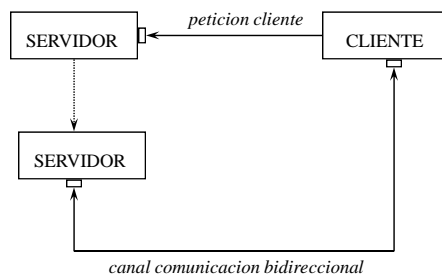 peticion cliente
SERVIDOR
CLIENTE
SERVIDOR
canal comunicacion bidireccional